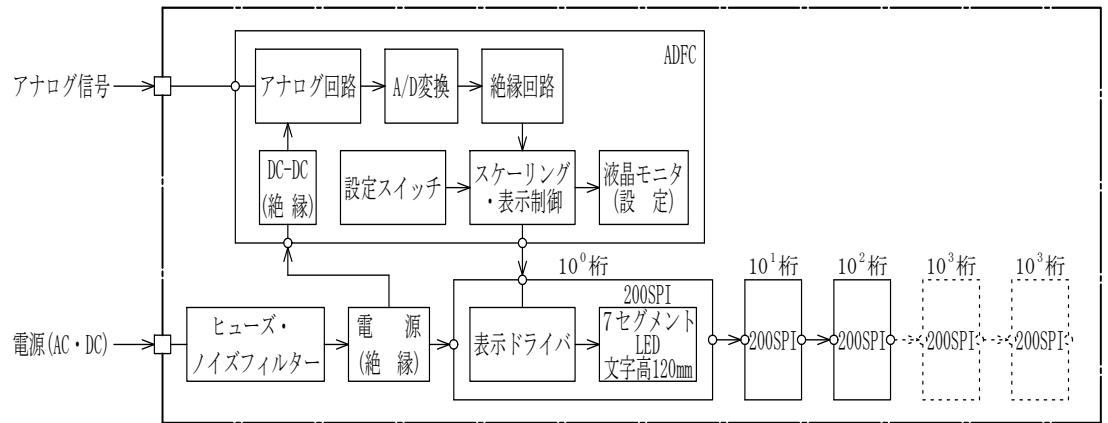 ADFC
アナログ信号
アナログ回路
A/D変換
絶縁回路
DC-DC
(絶 縁)
設定スイッチ
スケーリング
・表示制御
液晶モニタ
(設 定)
10⁰桁
10¹桁
10²桁
10³桁
10³桁
電源(AC・DC)
ヒューズ・
ノイズフィルター
電 源
(絶 縁)
200SPI
表示ドライバ
7セグメント
LED
文字高120mm
200SPI
200SPI
200SPI
200SPI